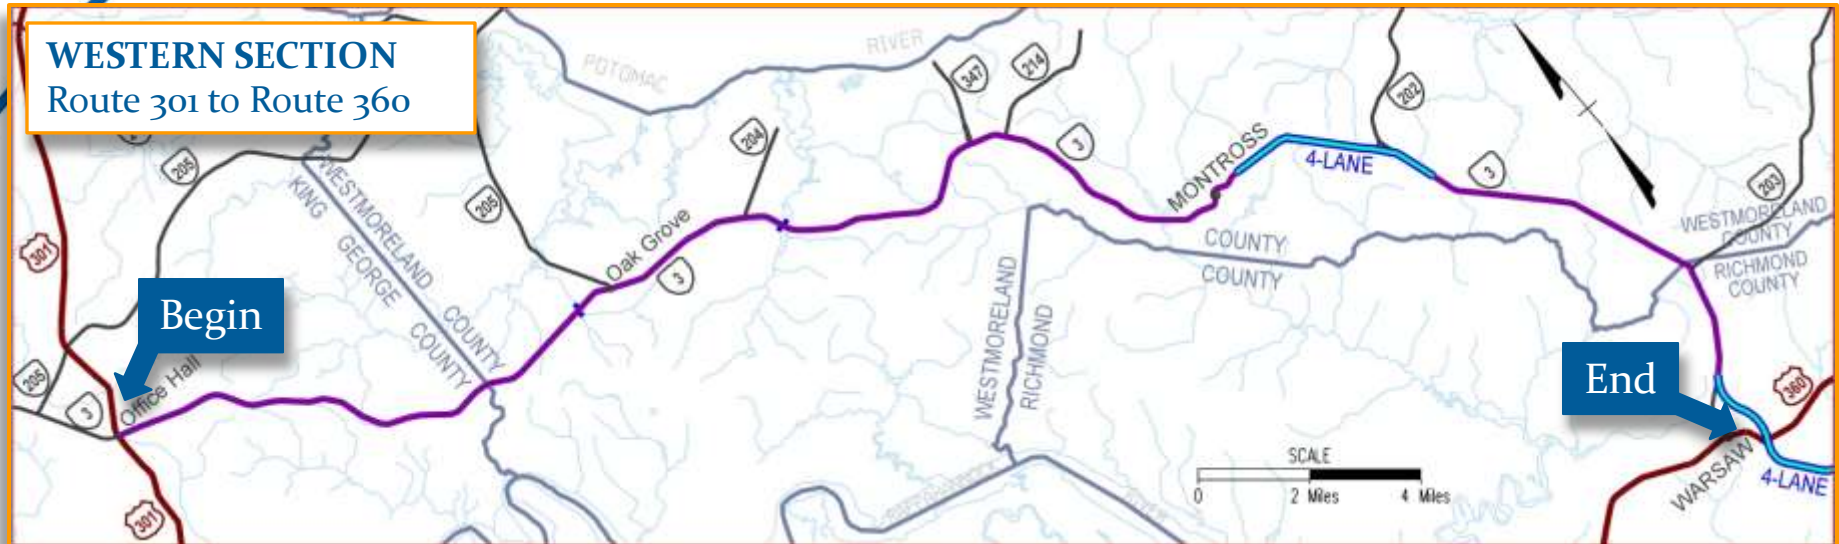 WESTERN SECTION
Route 301 to Route 360
POTOMAC
RIVER
347
214
202
205
204
3
MONTROSS
4-LANE
3
203
WESTMORELAND
COUNTY
KING
GEORGE
COUNTY
205
Oak Grove
3
301
Begin
Office Hall
205
3
301
COUNTY
COUNTY
WESTMORELAND
RICHMOND
WESTMORELAND
COUNTY
RICHMOND
COUNTY
End
360
WARSAW
4-LANE
SCALE
0
2 Miles
4 Miles
RIVER